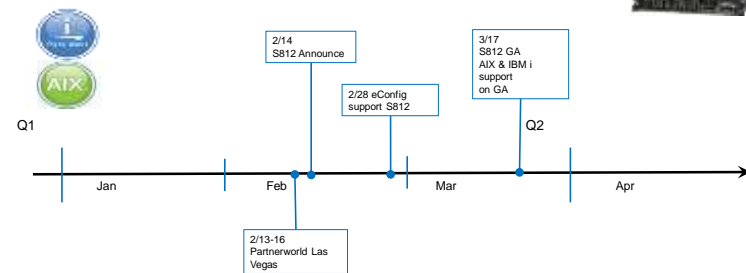 i
AIX
2/14
S812 Announce
3/17
S812 GA
AIX & IBM i
support
on GA
2/28 eConfig
support S812
Q1
Q2
Jan
Feb
Mar
Apr
2/13-16
Partnerworld Las
Vegas